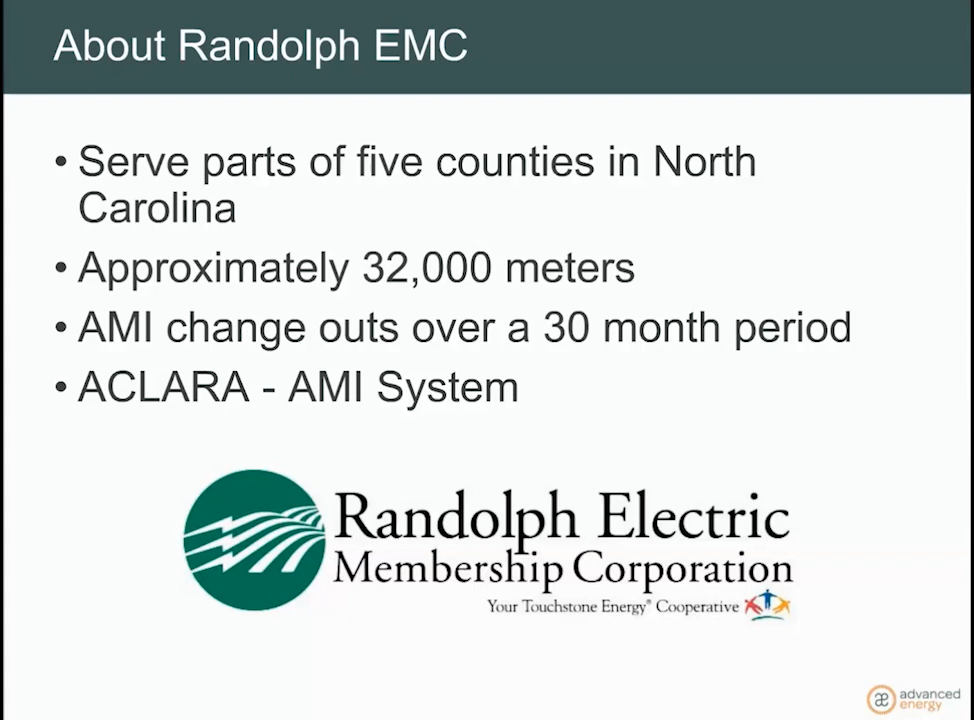 About Randolph EMC
• Serve parts of five counties in North
Carolina
• Approximately 32,000 meters
• AMI change outs over a 30 month period
• ACLARA - AMI System
Randolph Electric
Membership Corporation
Your Touchstone Energy® Cooperative
æ advanced
energy